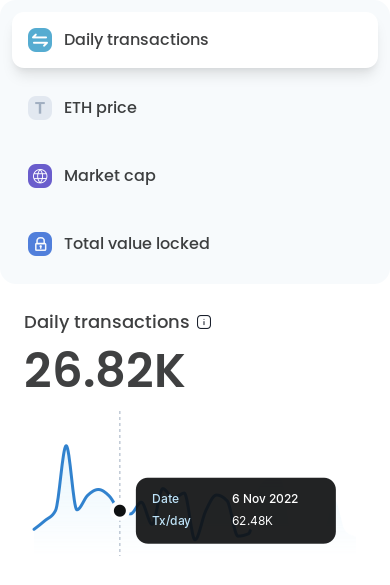 Daily transactions
T
ETH price
Market cap
Total value locked
Daily transactions
26.82K
Date 6 Nov 2022
Tx/day 62.48K